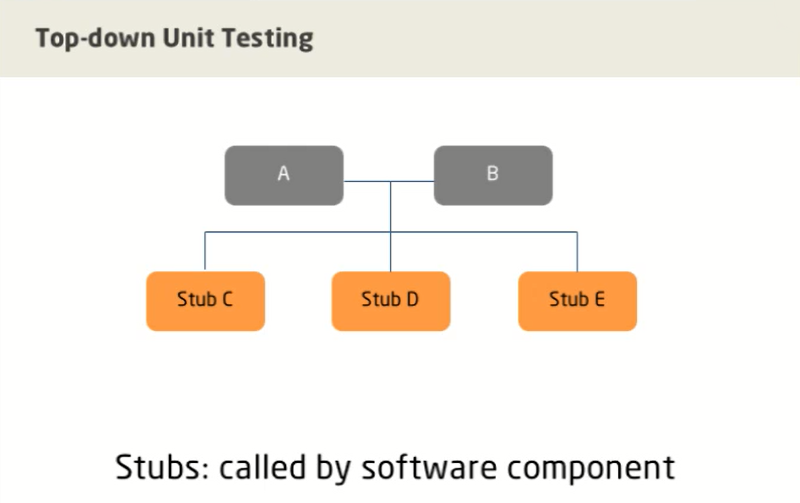 Top-down Unit Testing
A
B
Stub C
Stub D
Stub E
Stubs: called by software component